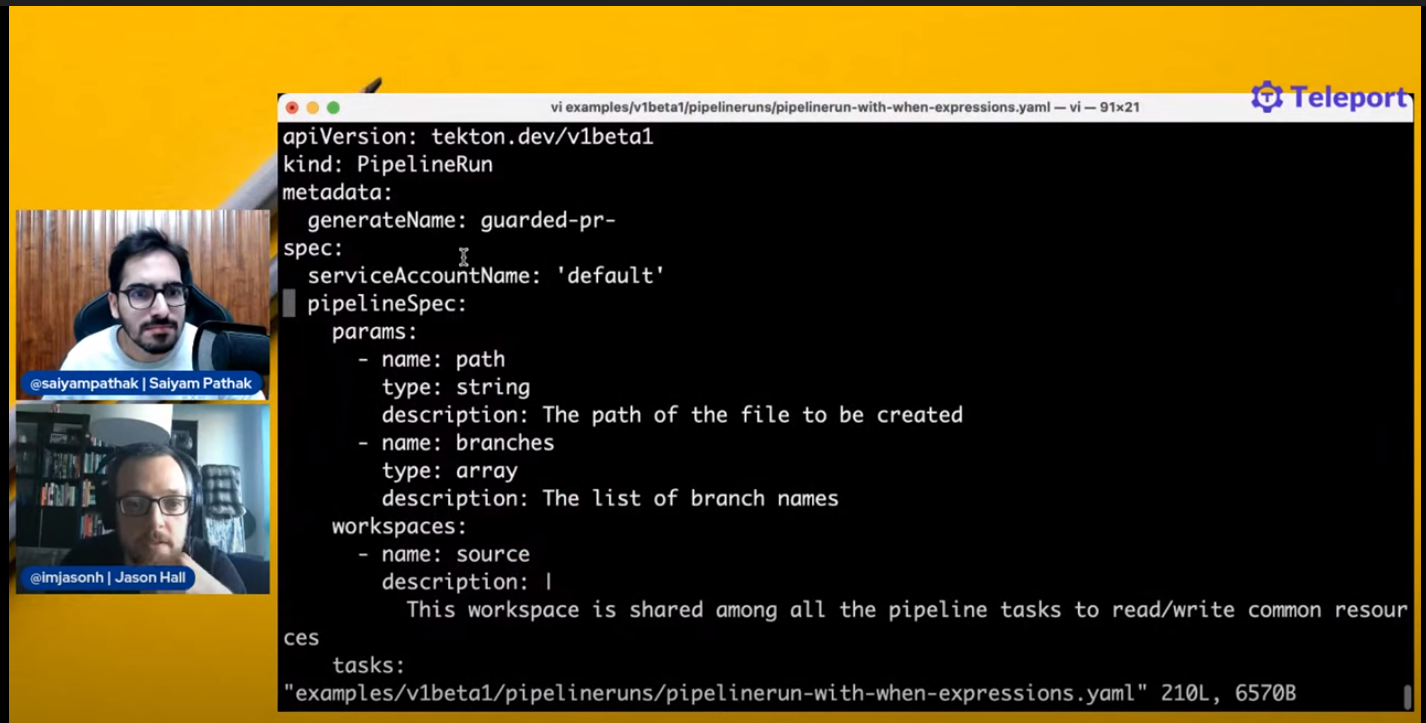 vi examples/v1beta1/pipelineruns/pipelinerun-with-when-expressions.yaml — vi — 91×21
Teleport
apiVersion: tekton.dev/v1beta1
kind: PipelineRun
metadata:
  generateName: guarded-pr-
spec:
  serviceAccountName: 'default'
  pipelineSpec:
    params:
      - name: path
        type: string
        description: The path of the file to be created
      - name: branches
        type: array
        description: The list of branch names
    workspaces:
      - name: source
        description: |
          This workspace is shared among all the pipeline tasks to read/write common resour
ces
    tasks:
"examples/v1beta1/pipelineruns/pipelinerun-with-when-expressions.yaml" 210L, 6570B
@saiyampathak | Saiyam Pathak
@imjasonh | Jason Hall